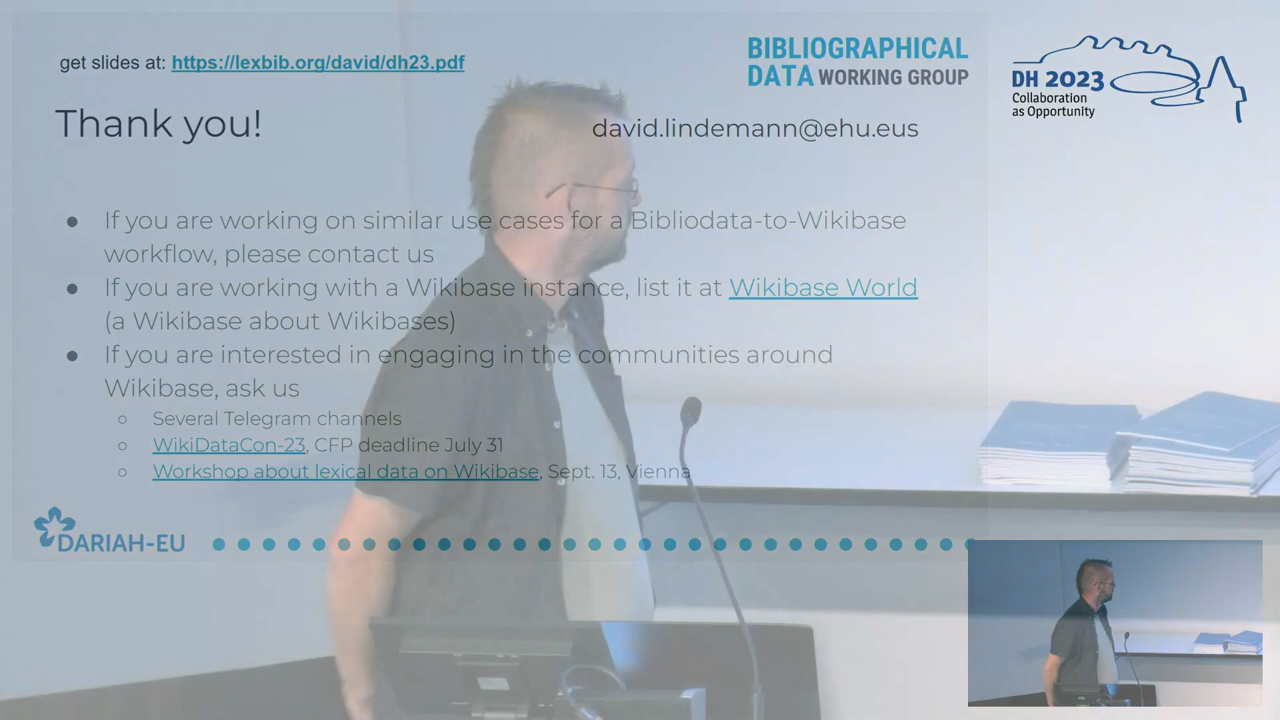 get slides at: https://lexbib.org/david/dh23.pdf
BIBLIOGRAPHICAL
DATA WORKING GROUP
DH 2023
Collaboration
as Opportunity
Thank you!
david.lindemann@ehu.eus
● If you are working on similar use cases for a Bibliodata-to-Wikibase
workflow, please contact us
● If you are working with a Wikibase instance, list it at Wikibase World
(a Wikibase about Wikibases)
● If you are interested in engaging in the communities around
Wikibase, ask us
○ Several Telegram channels
○ WikiDataCon-23, CFP deadline July 31
○ Workshop about lexical data on Wikibase, Sept. 13, Vienna
DARIAH-EU